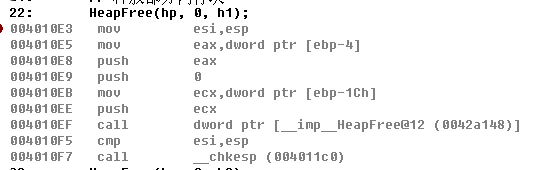 22:     HeapFree(hp, 0, h1);
004010E3   mov         esi,esp
004010E5   mov         eax,dword ptr [ebp-4]
004010E8   push        eax
004010E9   push        0
004010EB   mov         ecx,dword ptr [ebp-1Ch]
004010EE   push        ecx
004010EF   call        dword ptr [__imp__HeapFree@12 (0042a148)]
004010F5   cmp         esi,esp
004010F7   call        __chkesp (004011c0)